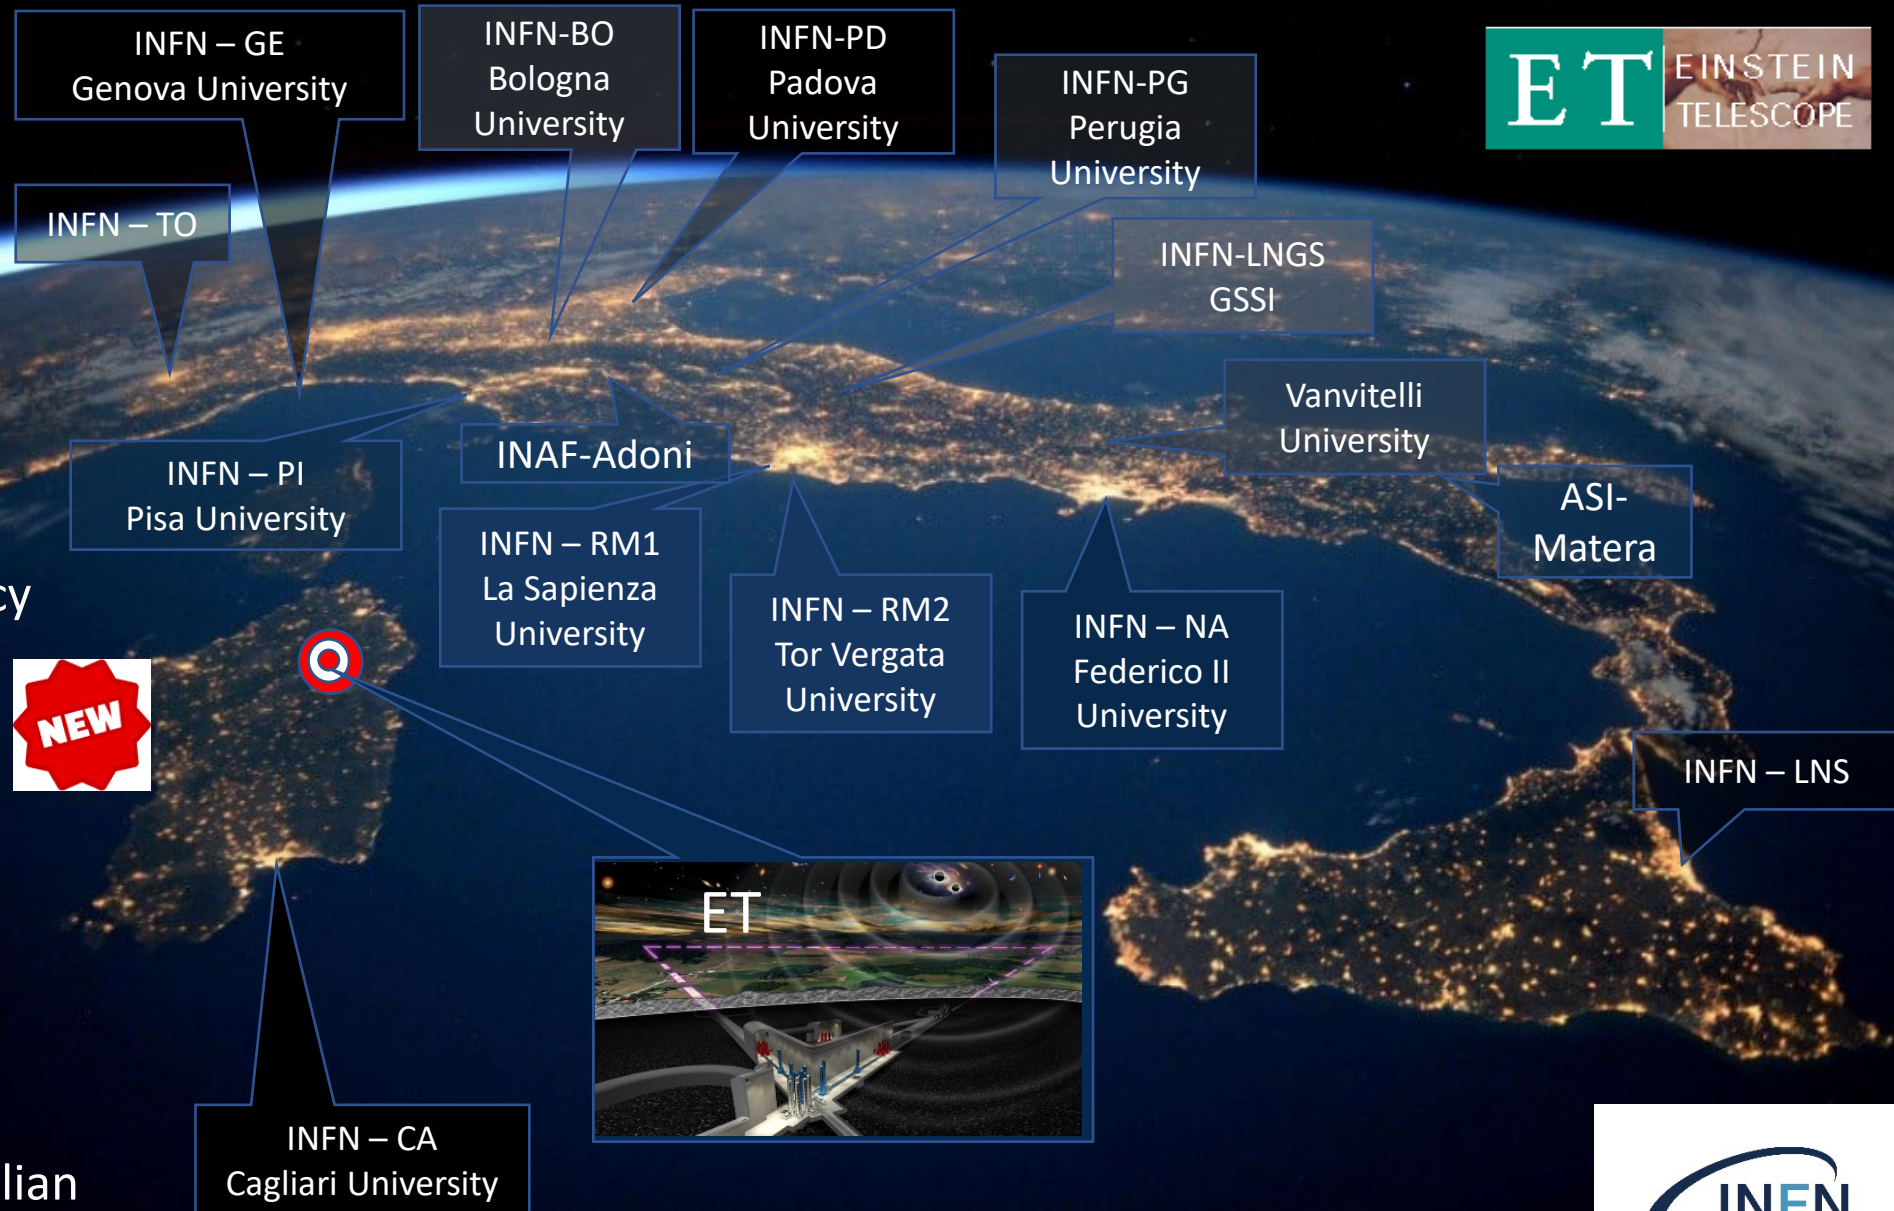 INFN – GE
Genova University
INFN-BO
Bologna
University
INFN-PD
Padova
University
INFN-PG
Perugia
University
ET
EINSTEIN
TELESCOPE
INFN – TO
INFN-LNGS
GSSI
Vanvitelli
University
INFN – PI
Pisa University
INAF-Adoni
ASI-
Matera
INFN – RM1
La Sapienza
University
INFN – RM2
Tor Vergata
University
INFN – NA
Federico II
University
cy
NEW
INFN – LNS
ET
INFN – CA
Cagliari University
lian
INFN